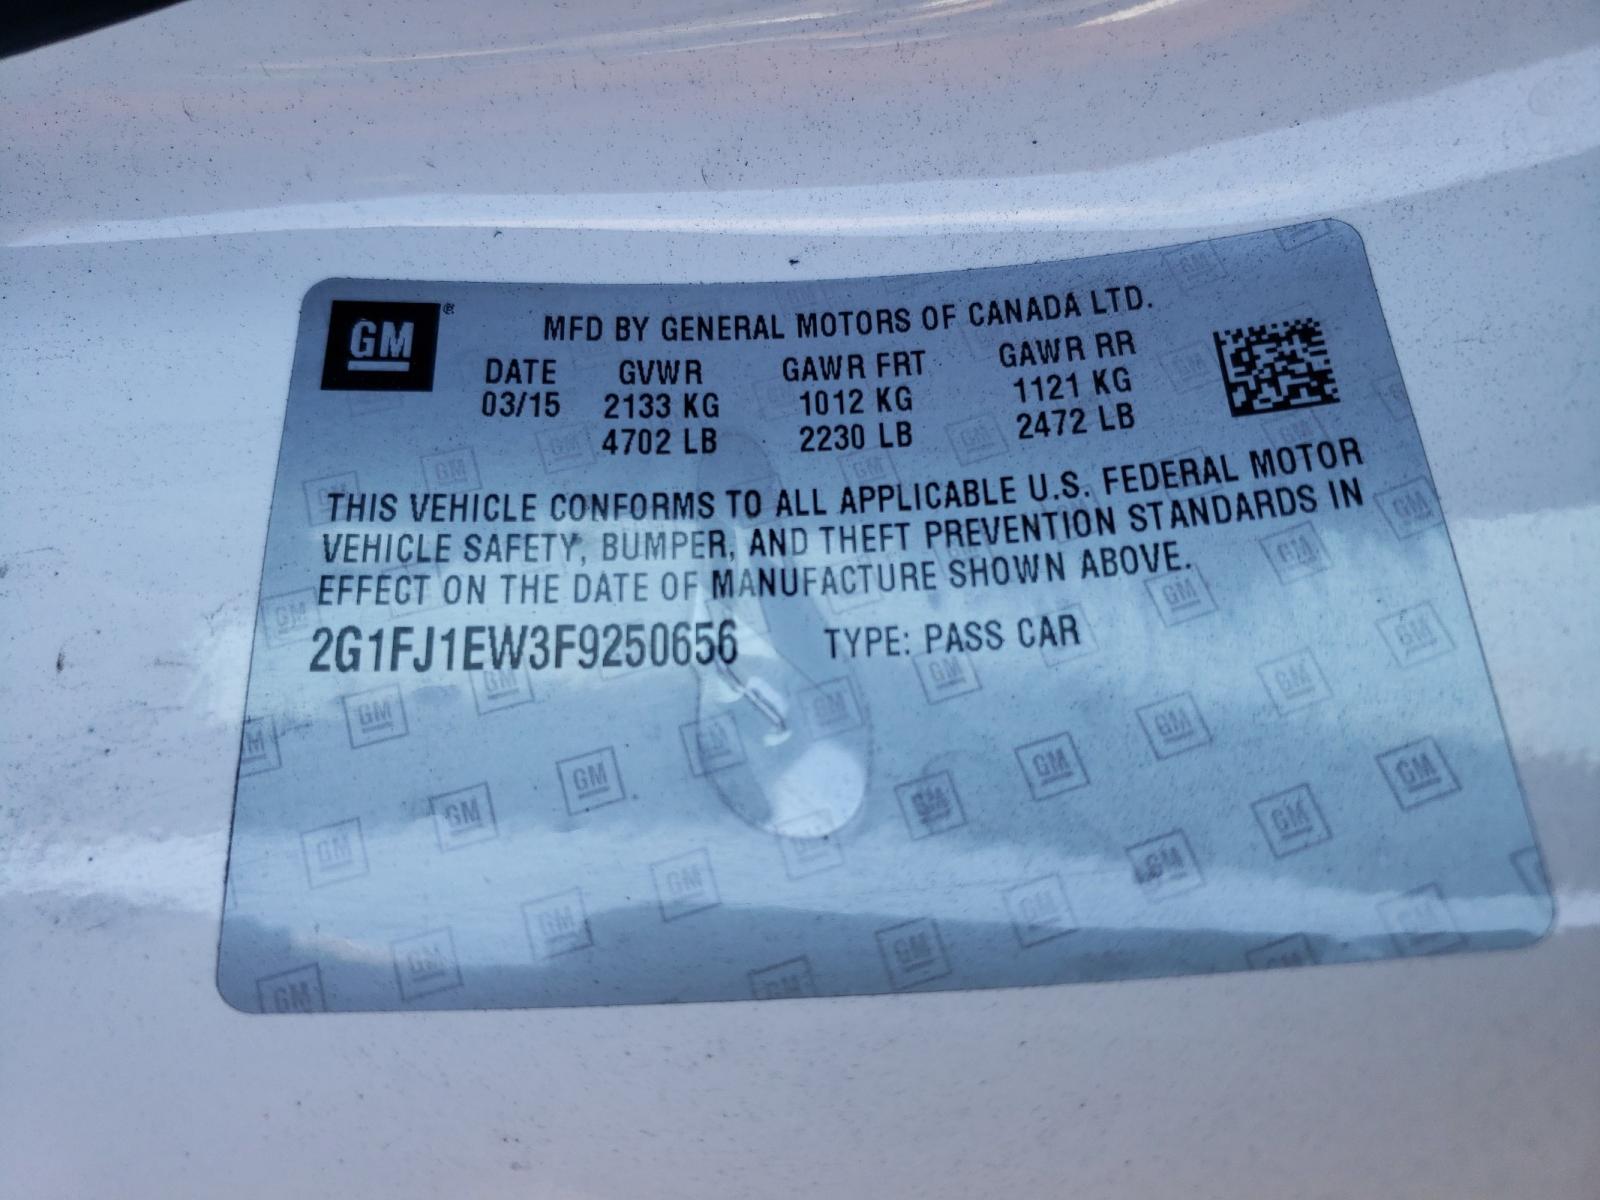 GM ®
MFD BY GENERAL MOTORS OF CANADA LTD.
DATE GVWR GAWR FRT GAWR RR
03/15 2133 KG 1012 KG 1121 KG
4702 LB 2230 LB 2472 LB
THIS VEHICLE CONFORMS TO ALL APPLICABLE U.S. FEDERAL MOTOR
VEHICLE SAFETY, BUMPER, AND THEFT PREVENTION STANDARDS IN
EFFECT ON THE DATE OF MANUFACTURE SHOWN ABOVE.
2G1FJ1EW3F9250656 TYPE: PASS CAR